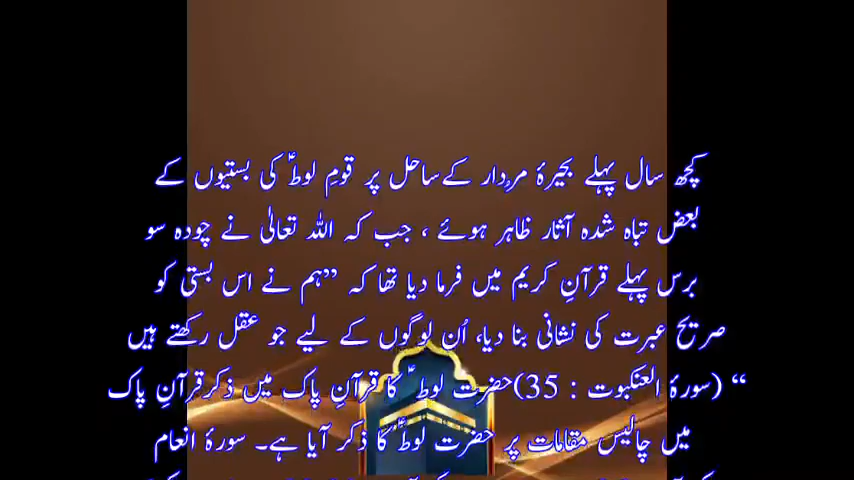 کچھ سال پہلے بحیرۂ مردار کے ساحل پر قومِ لوطؑ کی بستیوں کے
بعض تباہ شدہ آثار ظاہر ہوئے ، جب کہ اللہ تعالیٰ نے چودہ سو
برس پہلے قرآنِ کریم میں فرما دیا تھا کہ ”ہم نے اس بستی کو
صریح عبرت کی نشانی بنا دیا، اُن لوگوں کے لیے جو عقل رکھتے ہیں
“ (سورۂ العنکبوت : 35)حضرت لوط ؑ کا قرآنِ پاک میں ذکرقرآنِ پاک
میں چالیس مقامات پر حضرت لوطؑ کا ذکر آیا ہے۔ سورۂ انعام